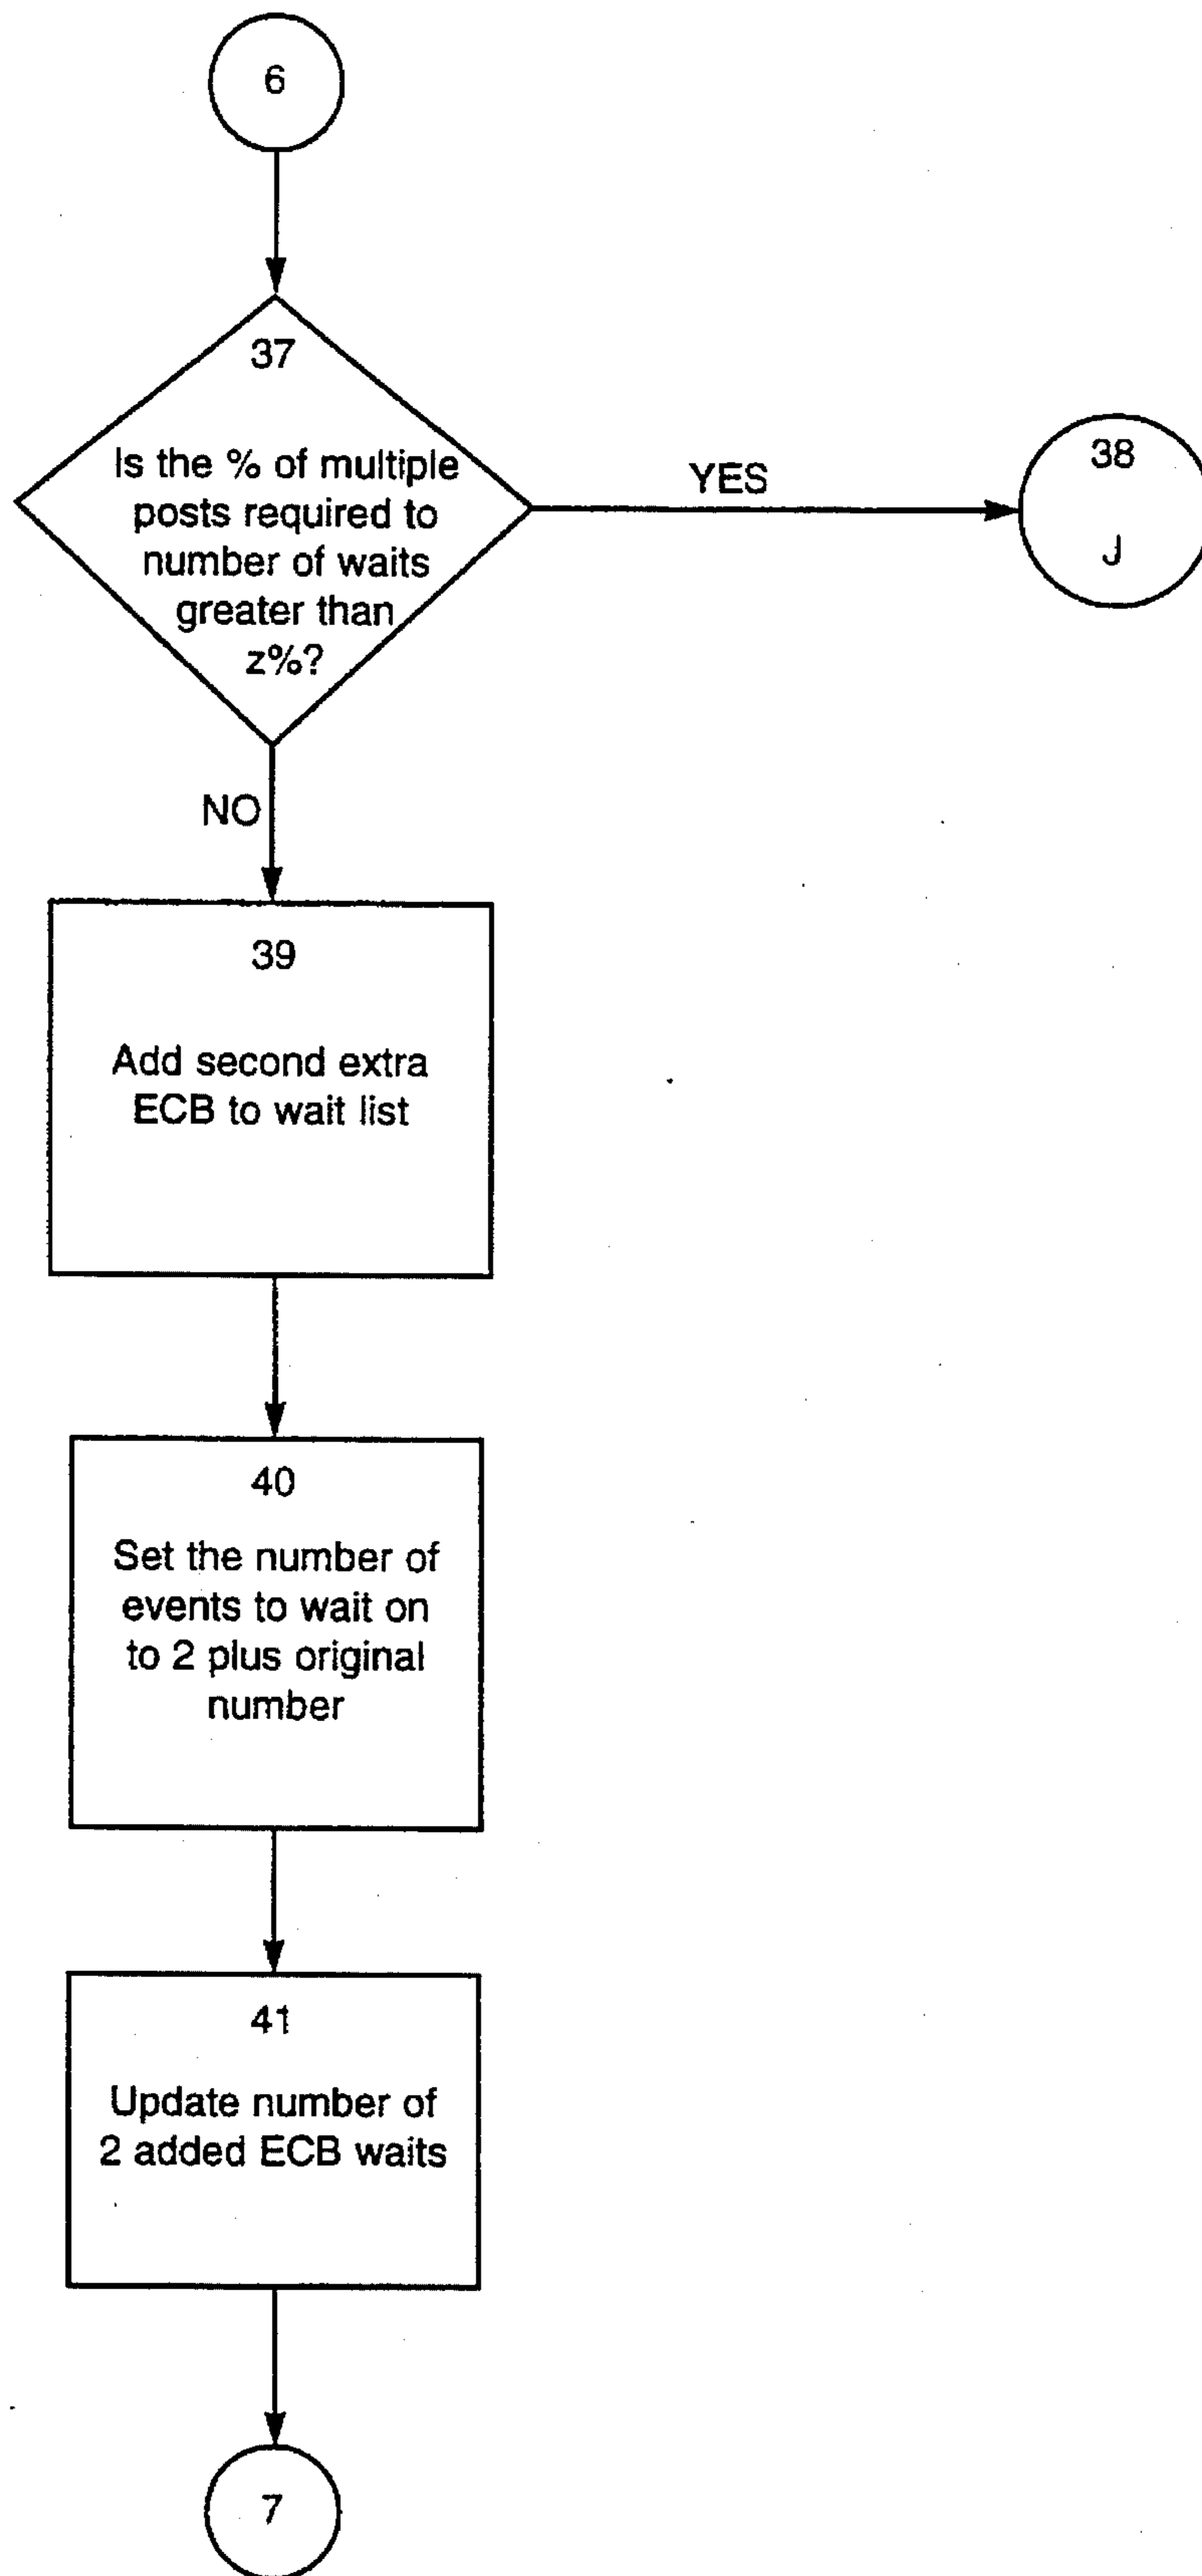 6
37
Is the % of multiple
posts required to
number of waits
greater than
z%?
YES
38
J
NO
39
Add second extra
ECB to wait list
40
Set the number of
events to wait on
to 2 plus original
number
41
Update number of
2 added ECB waits
7